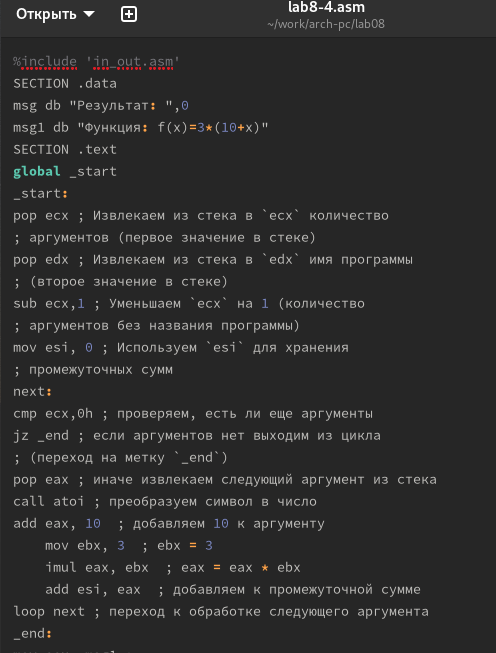 Открыть
lab8-4.asm
~/work/arch-pc/lab08
%include 'in_out.asm'
SECTION .data
msg db "Результат: ",0
msg1 db "Функция: f(x)=3*(10+x)"
SECTION .text
global _start
_start:
pop ecx ; Извлекаем из стека в `ecx` количество
; аргументов (первое значение в стеке)
pop edx ; Извлекаем из стека в `edx` имя программы
; (второе значение в стеке)
sub ecx,1 ; Уменьшаем `ecx` на 1 (количество
; аргументов без названия программы)
mov esi, 0 ; Используем `esi` для хранения
; промежуточных сумм
next:
cmp ecx,0h ; проверяем, есть ли еще аргументы
jz _end ; если аргументов нет выходим из цикла
; (переход на метку `_end`)
pop eax ; иначе извлекаем следующий аргумент из стека
call atoi ; преобразуем символ в число
add eax, 10  ; добавляем 10 к аргументу
    mov ebx, 3  ; ebx = 3
    imul eax, ebx  ; eax = eax * ebx
    add esi, eax  ; добавляем к промежуточной сумме
loop next ; переход к обработке следующего аргумента
_end: